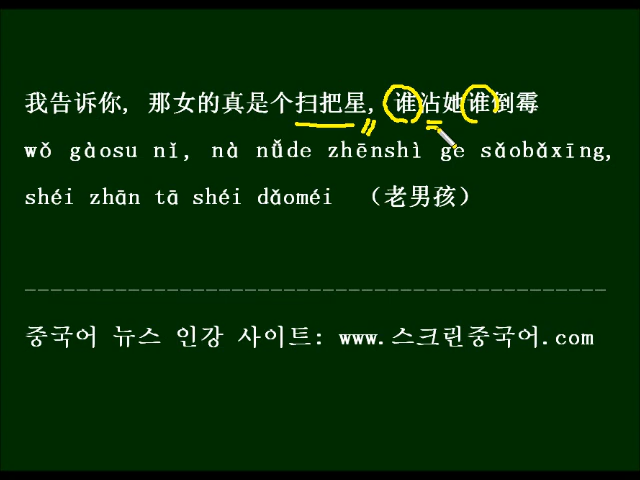 我告诉你, 那女的真是个扫把星, 谁沾她谁倒霉
wǒ gàosu nǐ, nà nǚde zhēnshì ge sǎobǎxīng,
shéi zhān tā shéi dǎoméi （老男孩）
중국어 뉴스 인강 사이트: www.스크린중국어.com